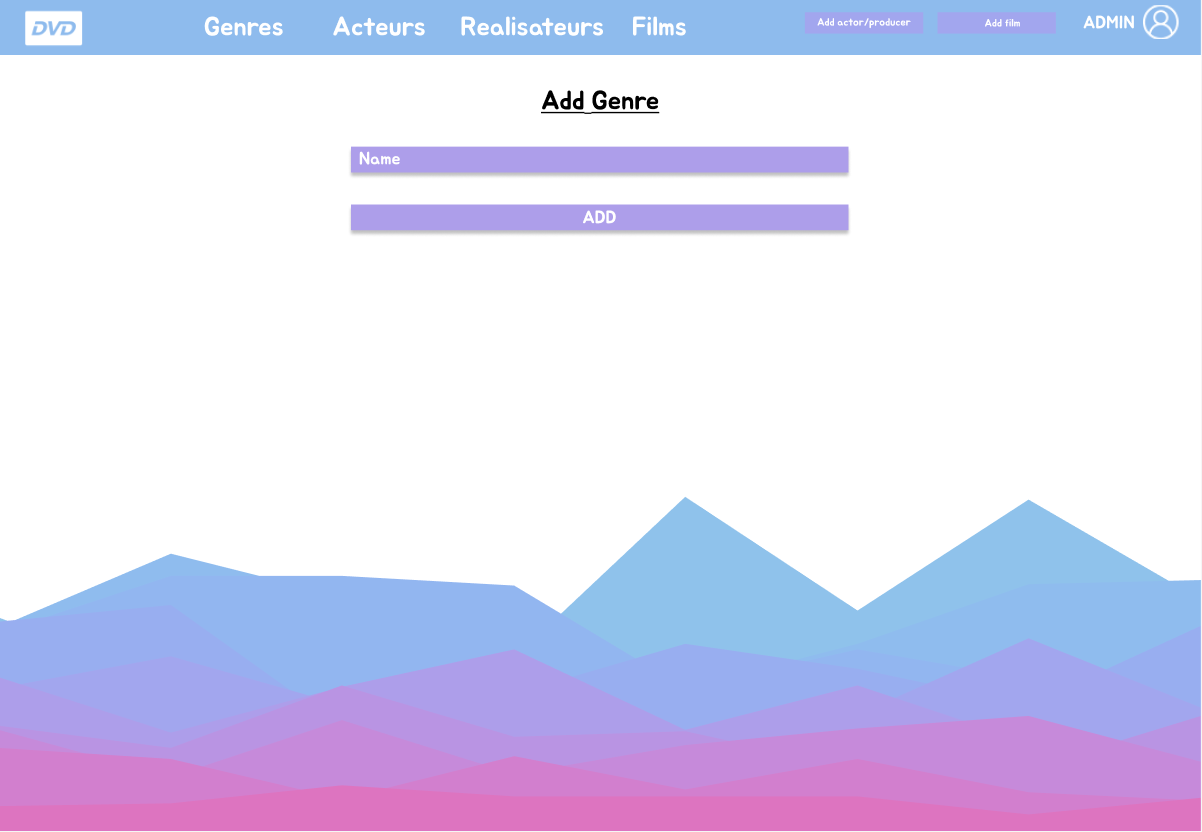 DVD Genres Acteurs Realisateurs Films Add actor/producer Add film ADMIN
Add Genre
Name
ADD